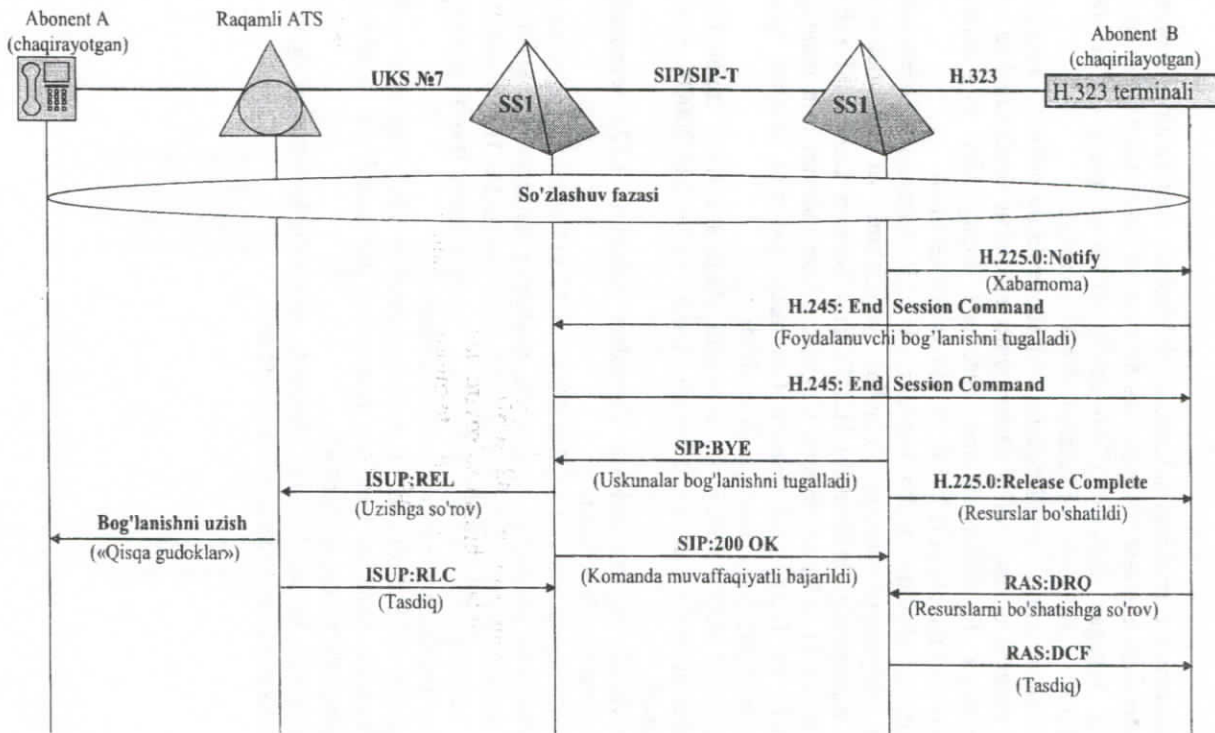 Abonent A
(chaqirayotgan)
Raqamli ATS
Abonent B
(chaqirilayotgan)
UKS №7
SIP/SIP-T
H.323
SS1
SS1
H.323 terminali
So'zlashuv fazasi
H.225.0:Notify
(Xabarnoma)
H.245: End Session Command
(Foydalanuvchi bog'lanishni tugalladi)
H.245: End Session Command
SIP:BYE
(Uskunalar bog'lanishni tugalladi)
ISUP:REL
(Uzishga so'rov)
H.225.0:Release Complete
(Resurslar bo'shatildi)
Bog'lanishni uzish
(«Qisqa gudoklar»)
SIP:200 OK
(Komanda muvaffaqiyatli bajarildi)
ISUP:RLC
(Tasdiq)
RAS:DRQ
(Resurslarni bo'shatishga so'rov)
RAS:DCF
(Tasdiq)